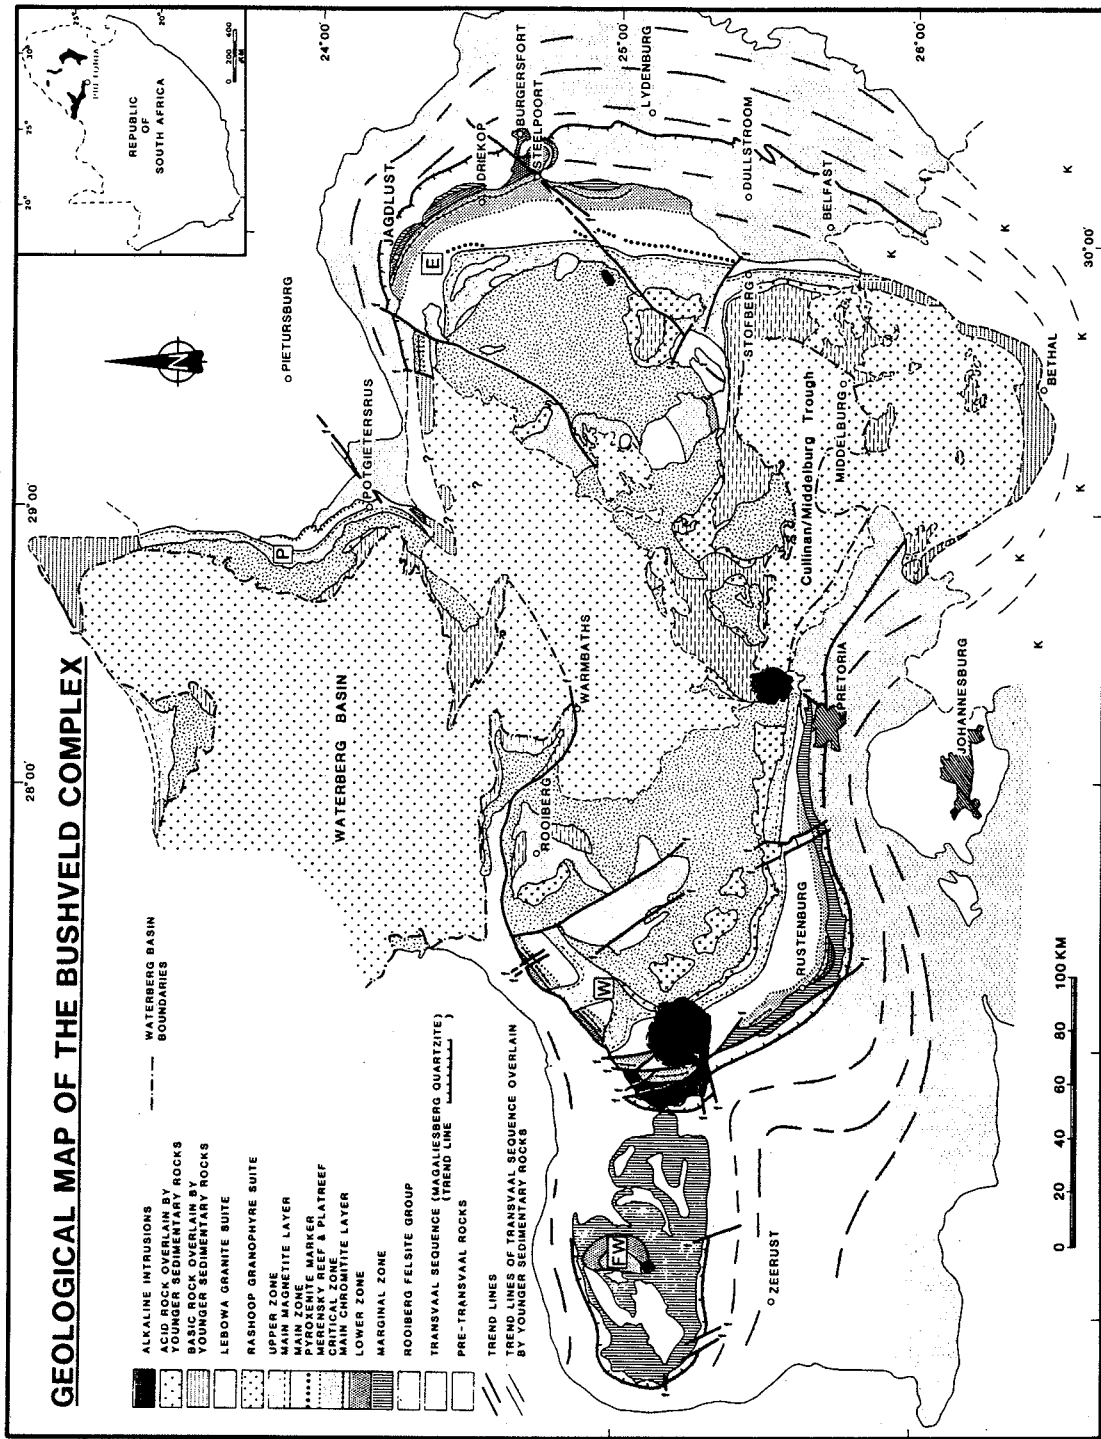 GEOLOGICAL MAP OF THE BUSHVELD COMPLEX
ALKALINE INTRUSIONS
ACID ROCK OVERLAIN BY
YOUNGER SEDIMENTARY ROCKS
BASIC ROCK OVERLAIN BY
YOUNGER SEDIMENTARY ROCKS
LEBOWA GRANITE SUITE
RASHOOP GRANOPHYRE SUITE
UPPER ZONE
MAIN MAGNETITE LAYER
MAIN ZONE
PYROXENITE MARKER
MERENSKY REEF & PLATREEF
CRITICAL ZONE
MAIN CHROMITITE LAYER
LOWER ZONE
MARGINAL ZONE
ROOIBERG FELSITE GROUP
TRANSVAAL SEQUENCE (MAGALIESBERG QUARTZITE)
(TREND LINE )
PRE-TRANSVAAL ROCKS
TREND LINES
TREND LINES OF TRANSVAAL SEQUENCE OVERLAIN
BY YOUNGER SEDIMENTARY ROCKS
WATERBERG BASIN
BOUNDARIES
28°00'
29°00'
30°00'
24°00'
25°00'
26°00'
WATERBERG BASIN
P
POTGIETERSRUS
PIETURSBURG
N
JAGDLUST
E
DRIEKOP
BURGERSFORT
STEELPOORT
LYDENBURG
DULLSTROOM
BELFAST
STOFBERG
MIDDELBURG
Cullinan/Middelburg Trough
BETHAL
WARMBATHS
ROOIBERG
W
RUSTENBURG
PRETORIA
JOHANNESBURG
FW
ZEERUST
K
K
K
K
K
K
K
K
?
?
0 20 40 60 80 100 KM
REPUBLIC
OF
SOUTH AFRICA
PRETORIA
20°
25°
30°
25°
20°
0 200 400
KM